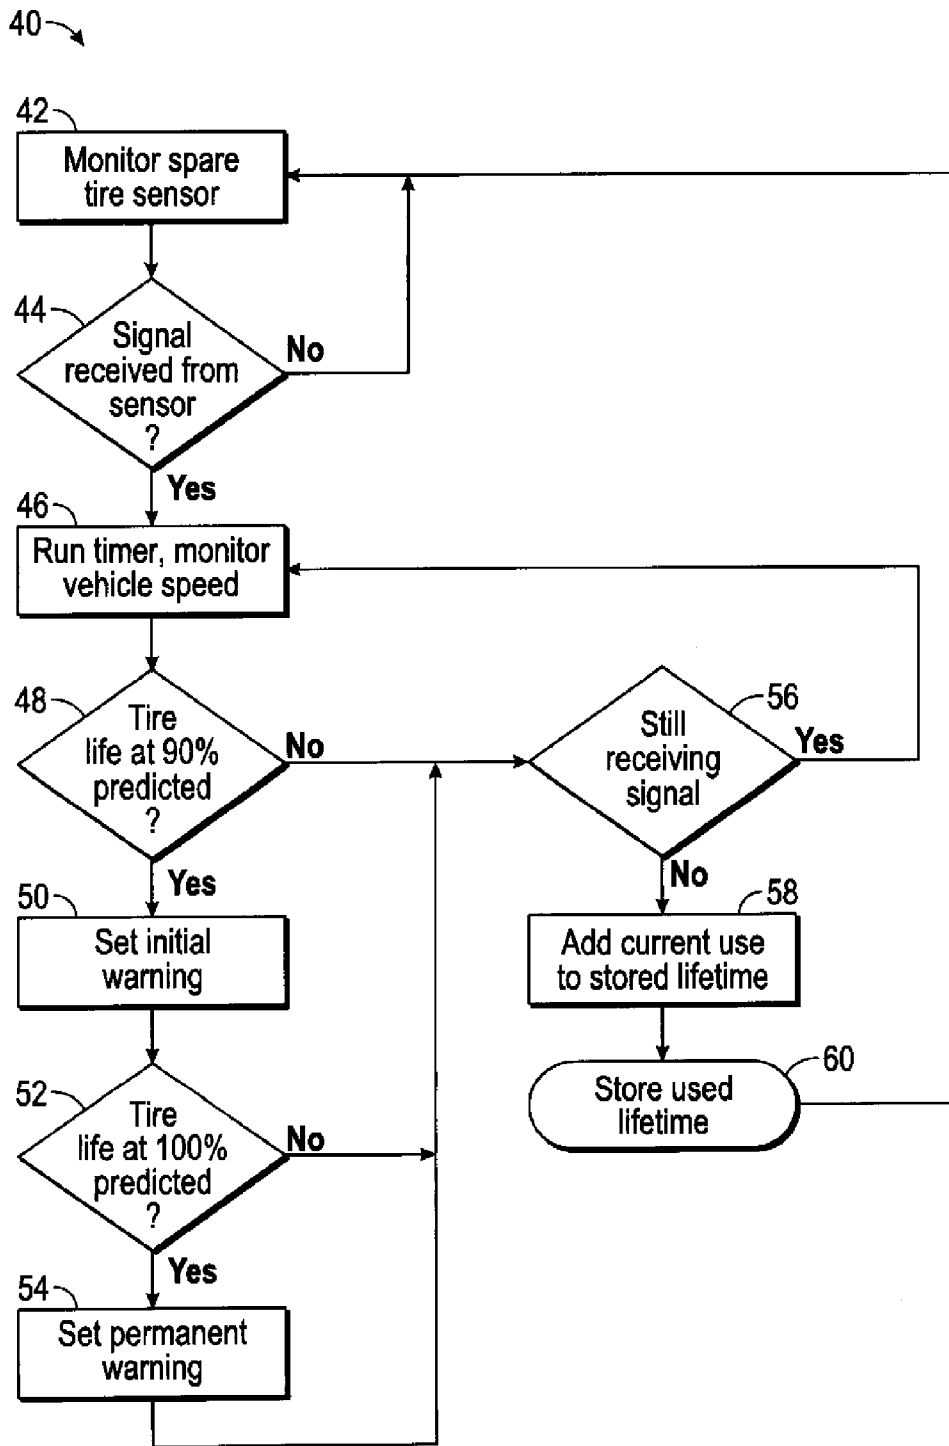 40
42
Monitor spare
tire sensor
44
Signal
received from
sensor
?
No
Yes
46
Run timer, monitor
vehicle speed
48
Tire
life at 90%
predicted
?
No
Yes
56
Still
receiving
signal
Yes
No
50
Set initial
warning
58
Add current use
to stored lifetime
52
Tire
life at 100%
predicted
?
No
Yes
60
Store used
lifetime
54
Set permanent
warning